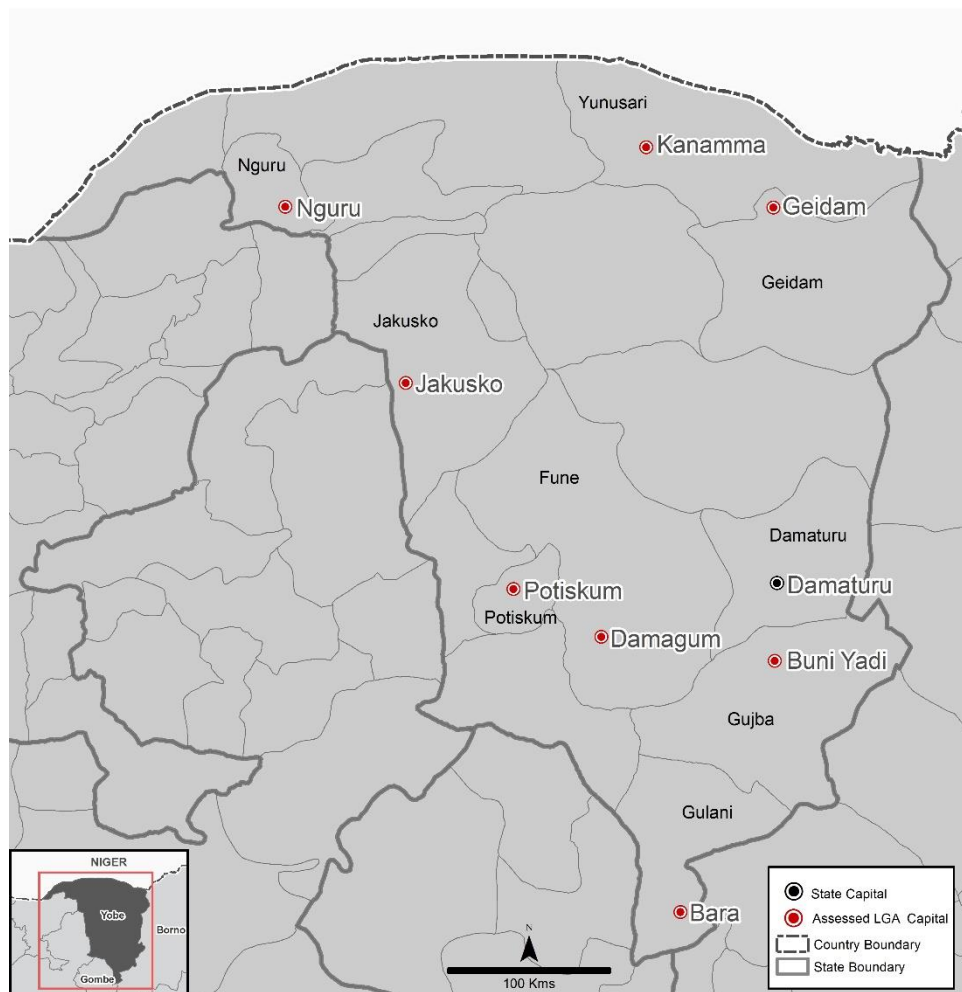 Yunusari
Kanamma
Nguru
Nguru
Geidam
Geidam
Jakusko
Jakusko
Fune
Damaturu
Damaturu
Potiskum
Potiskum
Damagum
Buni Yadi
Gujba
Gulani
Bara
NIGER
Yobe
Borno
Gombe
N
100 Kms
State Capital
Assessed LGA Capital
Country Boundary
State Boundary